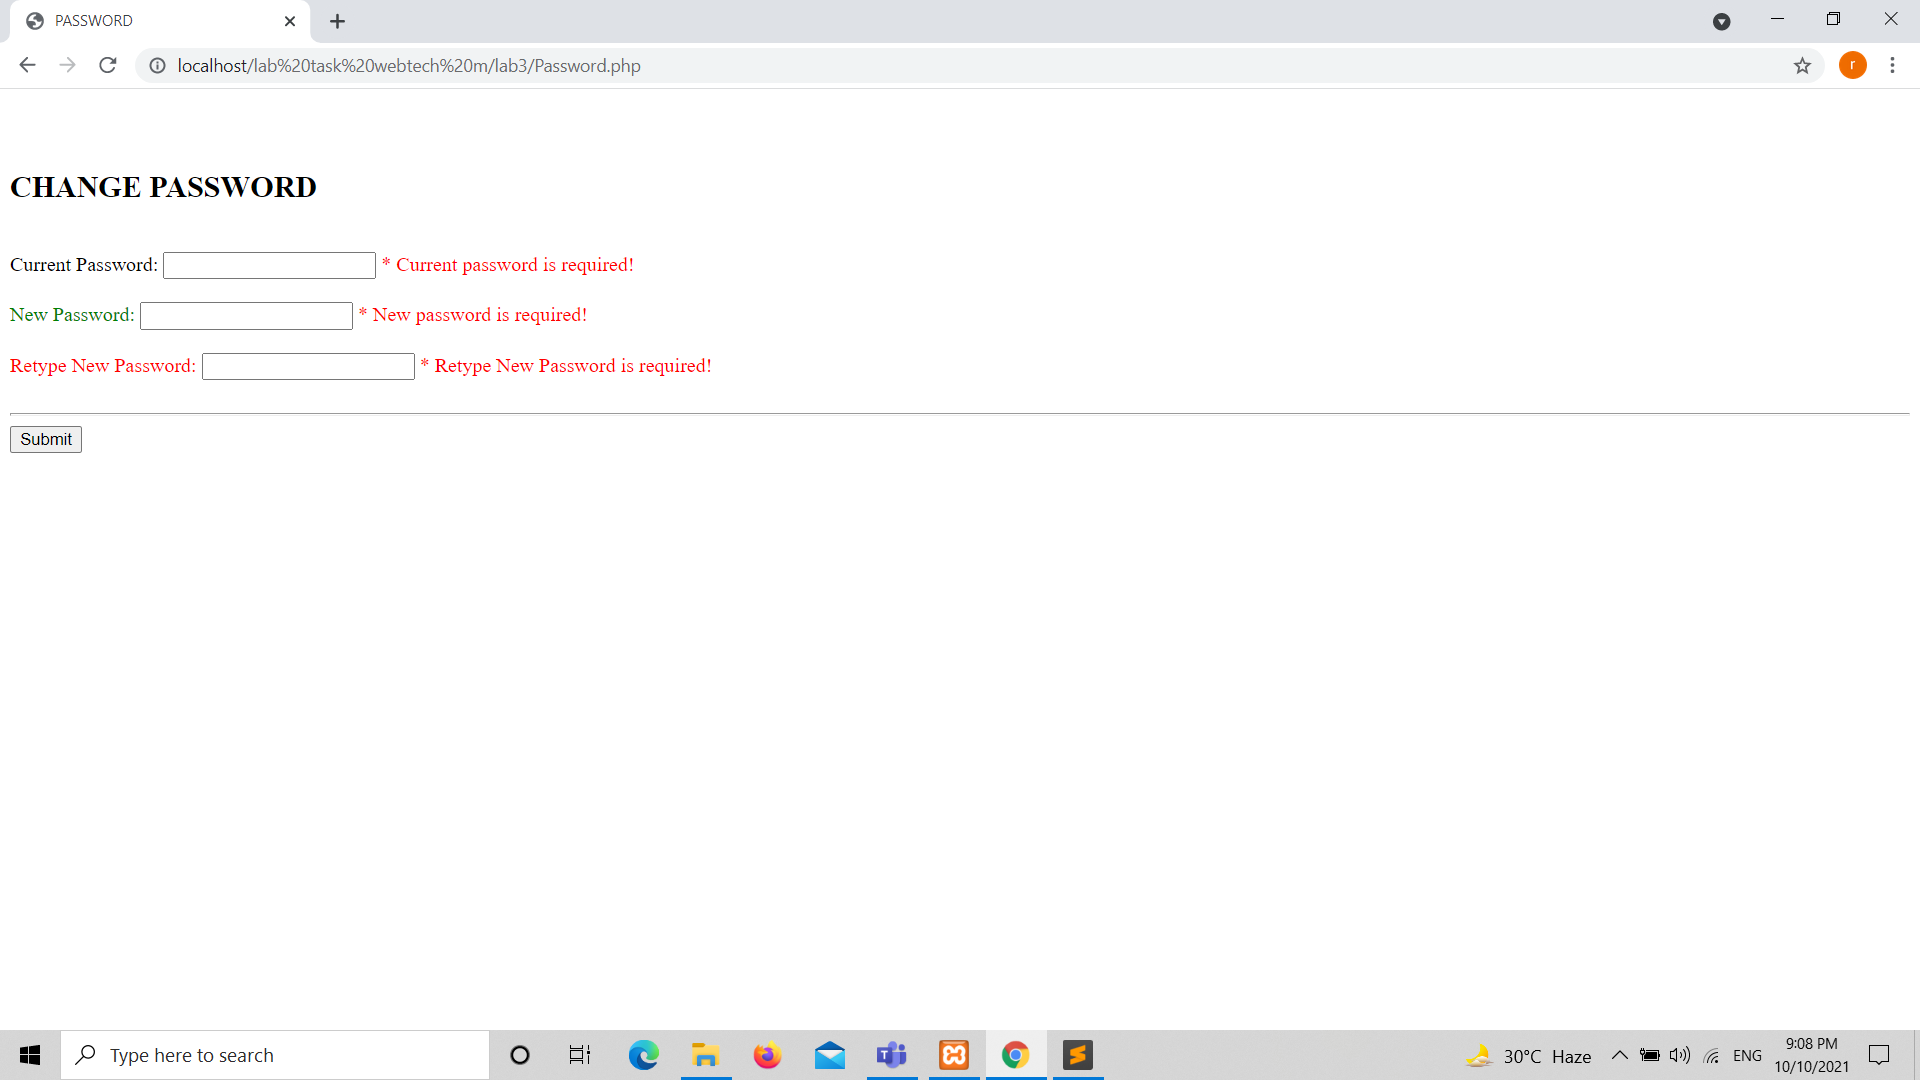 PASSWORD
localhost/lab%20task%20webtech%20m/lab3/Password.php
r
CHANGE PASSWORD
Current Password: * Current password is required!
New Password: * New password is required!
Retype New Password: * Retype New Password is required!
Submit
Type here to search
30°C Haze
ENG
9:08 PM
10/10/2021